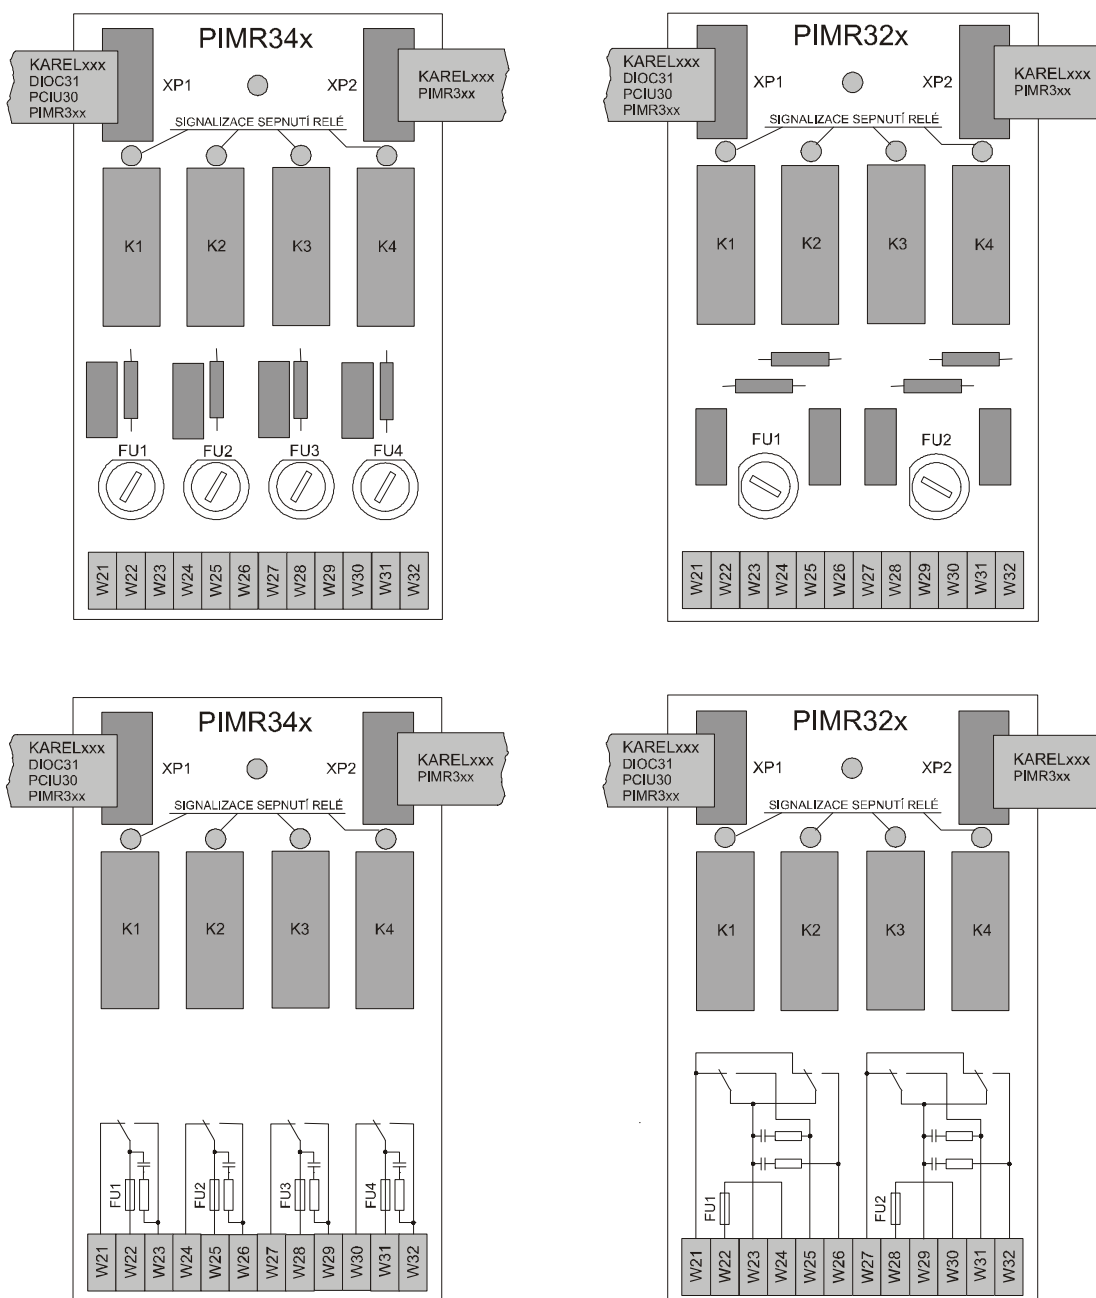 PIMR34x
KARELxxx
DIOC31
PCIU30
PIMR3xx
XP1
XP2
KARELxxx
PIMR3xx
SIGNALIZACE SEPNUTÍ RELÉ
K1 K2 K3 K4
FU1 FU2 FU3 FU4
W21 W22 W23 W24 W25 W26 W27 W28 W29 W30 W31 W32
PIMR32x
KARELxxx
DIOC31
PCIU30
PIMR3xx
XP1
XP2
KARELxxx
PIMR3xx
SIGNALIZACE SEPNUTÍ RELÉ
K1 K2 K3 K4
FU1 FU2
W21 W22 W23 W24 W25 W26 W27 W28 W29 W30 W31 W32
PIMR34x
KARELxxx
DIOC31
PCIU30
PIMR3xx
XP1
XP2
KARELxxx
PIMR3xx
SIGNALIZACE SEPNUTÍ RELÉ
K1 K2 K3 K4
FU1 FU2 FU3 FU4
W21 W22 W23 W24 W25 W26 W27 W28 W29 W30 W31 W32
PIMR32x
KARELxxx
DIOC31
PCIU30
PIMR3xx
XP1
XP2
KARELxxx
PIMR3xx
SIGNALIZACE SEPNUTÍ RELÉ
K1 K2 K3 K4
FU1 FU2
W21 W22 W23 W24 W25 W26 W27 W28 W29 W30 W31 W32